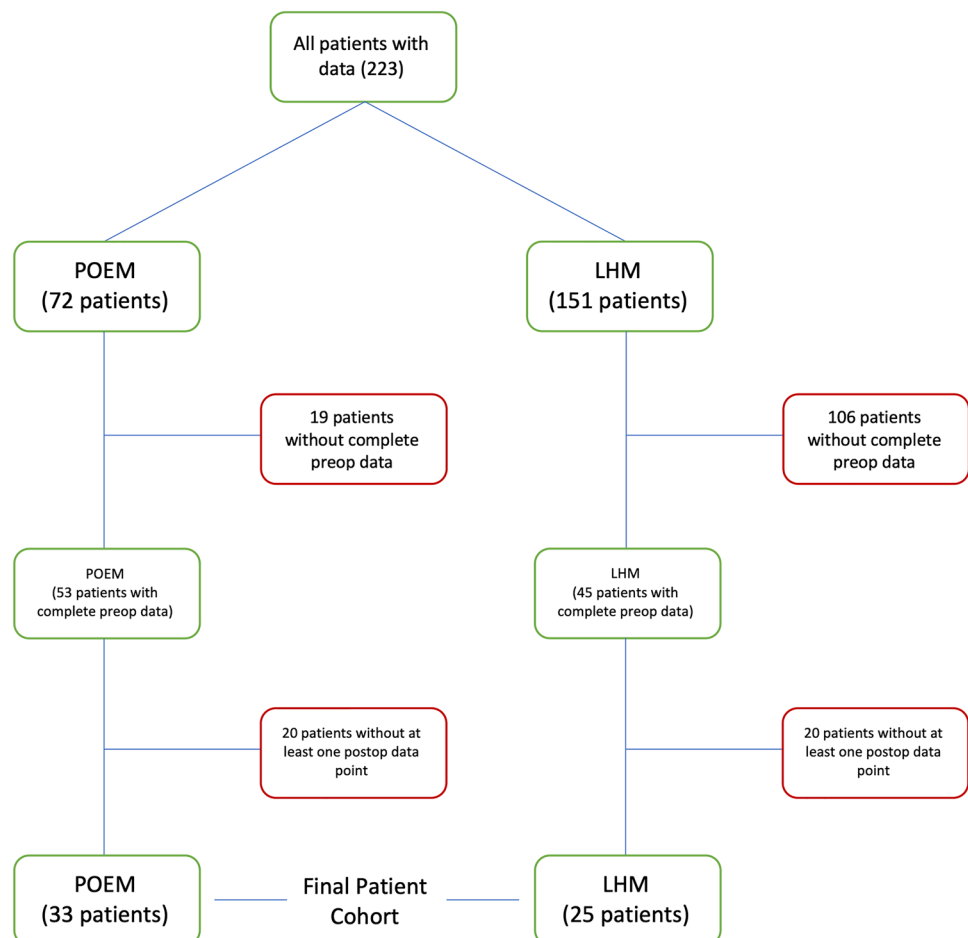 All patients with
data (223)
POEM
(72 patients)
LHM
(151 patients)
19 patients
without complete
preop data
106 patients
without complete
preop data
POEM
(53 patients with
complete preop data)
LHM
(45 patients with
complete preop data)
20 patients without at
least one postop data
point
20 patients without at
least one postop data
point
POEM
(33 patients)
Final Patient
Cohort
LHM
(25 patients)